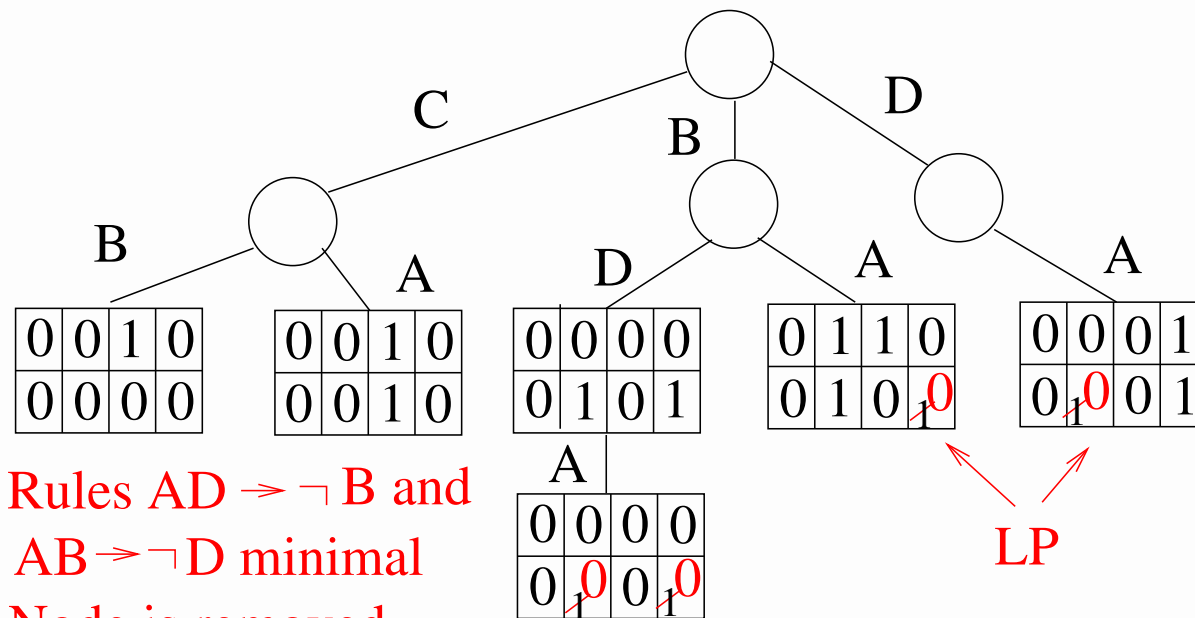 C
B
D
B
A
D
A
A
0 0 1 0
0 0 0 0
0 0 1 0
0 0 1 0
0 0 0 0
0 1 0 1
0 1 1 0
0 1 0 1 0
0 0 0 1
0 1 0 0 1
A
0 0 0 0
0 1 0 0 1 0
Rules AD → ¬ B and
AB → ¬ D minimal
Node is removed
LP